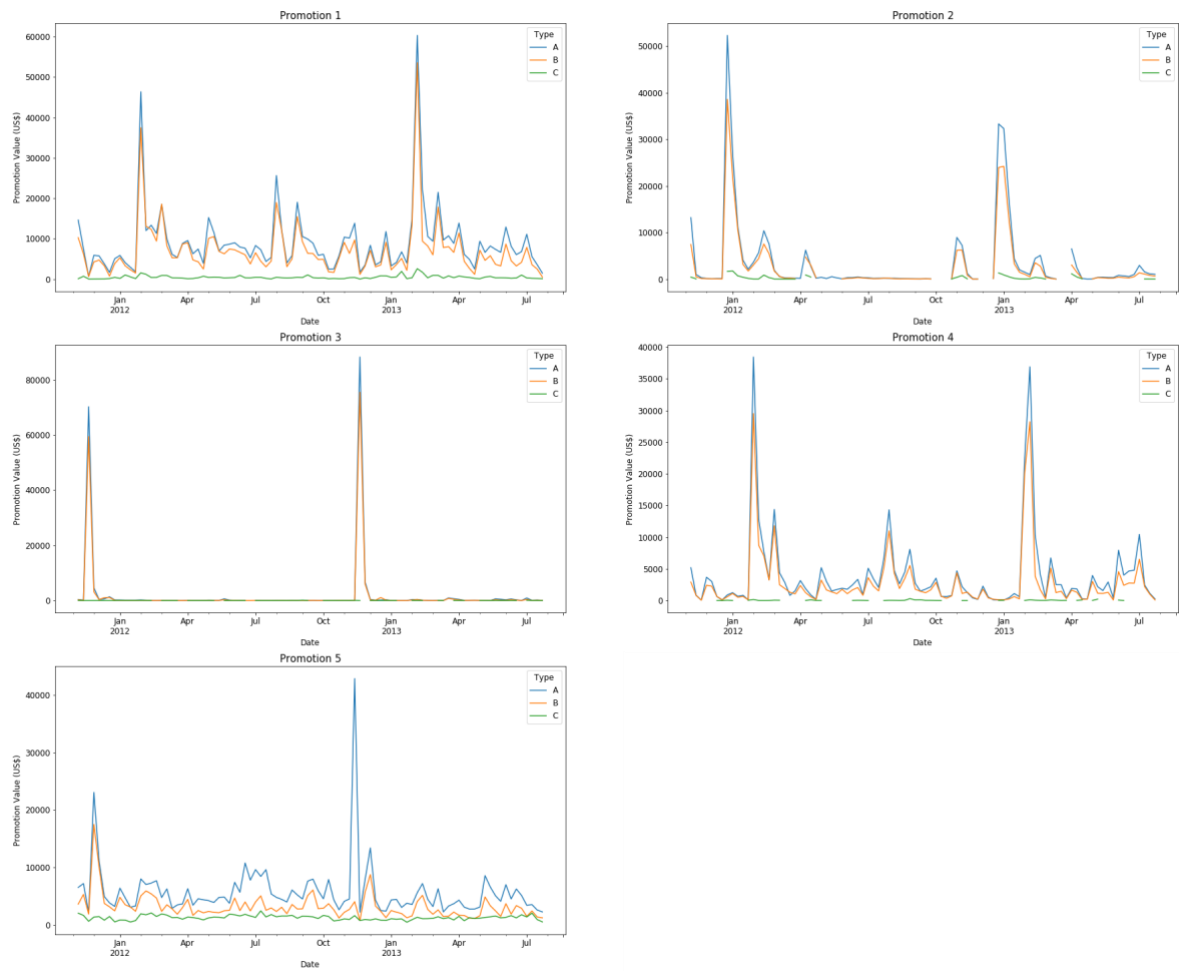 Promotion 1
Type
A
B
C
Promotion Value (US$)
60000
50000
40000
30000
20000
10000
0
Jan
2012
Apr
Jul
Oct
Jan
2013
Apr
Jul
Date
Promotion 2
Type
A
B
C
Promotion Value (US$)
50000
40000
30000
20000
10000
0
Jan
2012
Apr
Jul
Oct
Jan
2013
Apr
Jul
Date
Promotion 3
Type
A
B
C
Promotion Value (US$)
80000
60000
40000
20000
0
Jan
2012
Apr
Jul
Oct
Jan
2013
Apr
Jul
Date
Promotion 4
Type
A
B
C
Promotion Value (US$)
40000
35000
30000
25000
20000
15000
10000
5000
0
Jan
2012
Apr
Jul
Oct
Jan
2013
Apr
Jul
Date
Promotion 5
Type
A
B
C
Promotion Value (US$)
40000
30000
20000
10000
0
Jan
2012
Apr
Jul
Oct
Jan
2013
Apr
Jul
Date